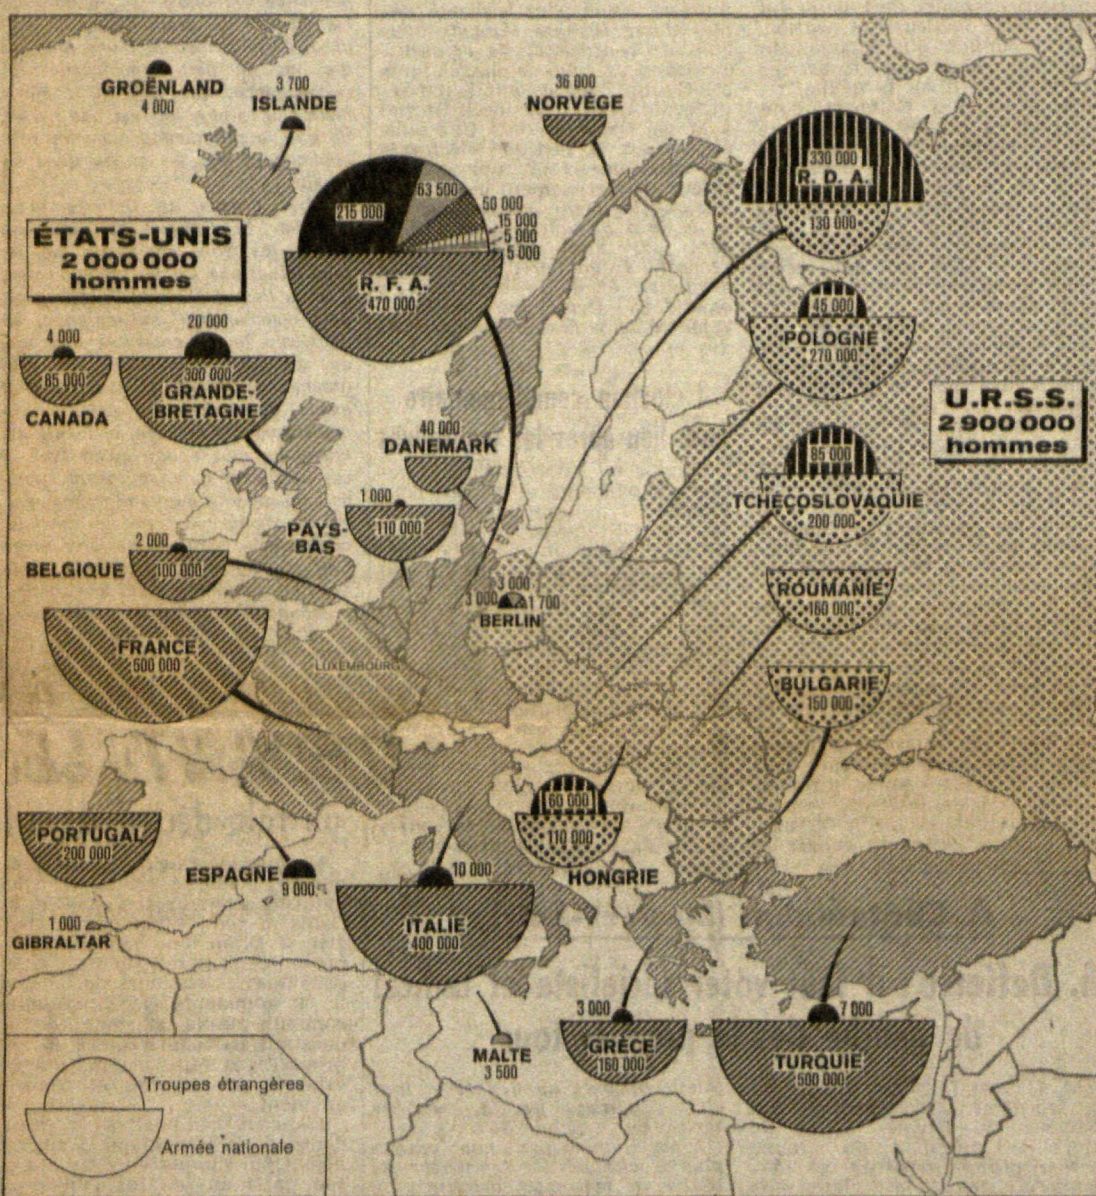 GROËNLAND
4 000
3 700
ISLANDE
36 000
NORVÈGE
330 000
R. D. A.
130 000
ÉTATS-UNIS
2 000 000
hommes
215 000
63 500
50 000
15 000
5 000
5 000
R. F. A.
470 000
45 000
POLOGNE
270 000
4 000
85 000
CANADA
20 000
300 000
GRANDE-
BRETAGNE
U.R.S.S.
2 900 000
hommes
40 000
DANEMARK
85 000
TCHÉCOSLOVAQUIE
200 000
1 000
110 000
PAYS-
BAS
2 000
100 000
BELGIQUE
3 000
3 000
1 700
BERLIN
ROUMANIE
160 000
FRANCE
500 000
LUXEMBOURG
BULGARIE
150 000
60 000
110 000
HONGRIE
PORTUGAL
200 000
ESPAGNE
9 000
10 000
ITALIE
400 000
1 000
GIBRALTAR
MALTE
3 500
3 000
GRÈCE
160 000
7 000
TURQUIE
500 000
Troupes étrangères
Armée nationale